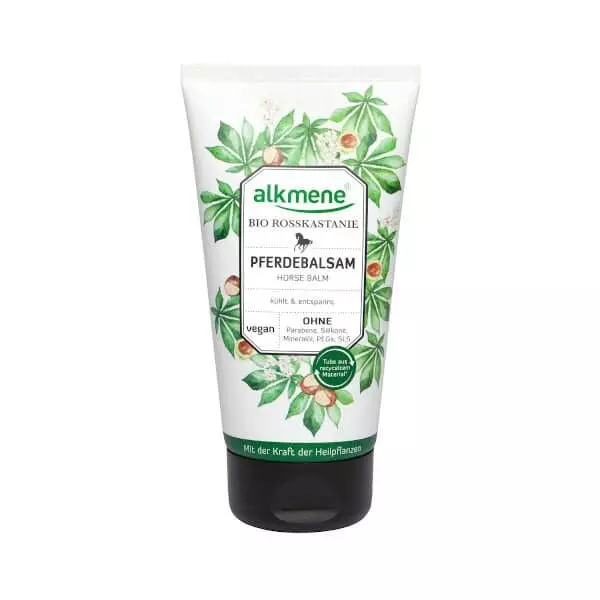 alkmene®
BIO ROSSKASTANIE
PFERDEBALSAM
HORSE BALM
kühlt & entspannt
vegan
OHNE
Parabene, Silikone,
Mineralöl, PEGs, SLS
Tube aus
recyceltem
Material*
Mit der Kraft der Heilpflanzen